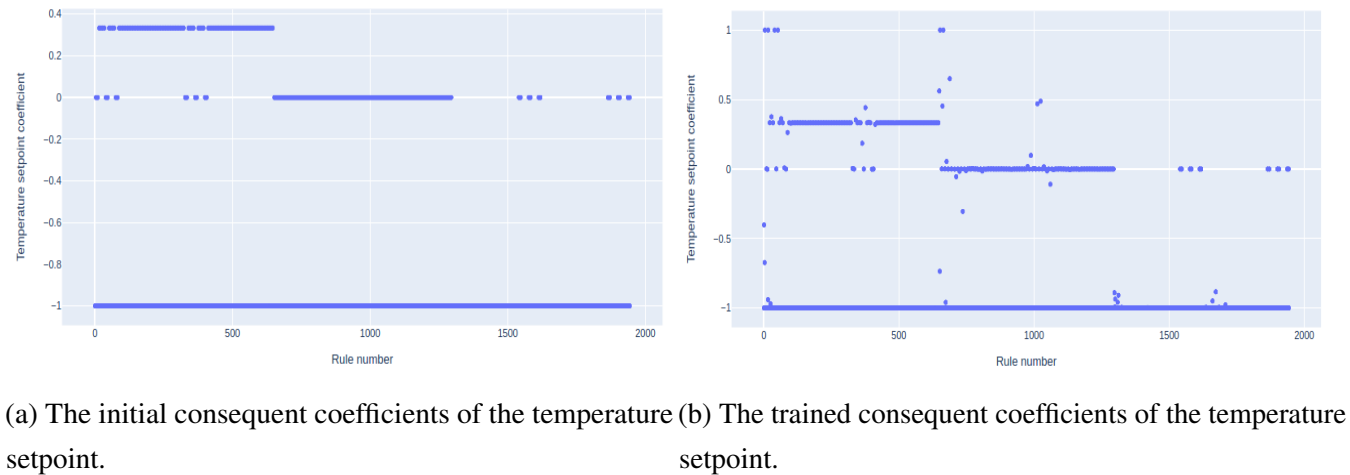 0.4
0.2
0
−0.2
−0.4
−0.6
−0.8
−1
Temperature setpoint coefficient
0
500
1000
1500
2000
Rule number
1
0.5
0
−0.5
−1
Temperature setpoint coefficient
0
500
1000
1500
2000
Rule number
(a) The initial consequent coefficients of the temperature
setpoint.
(b) The trained consequent coefficients of the temperature
setpoint.